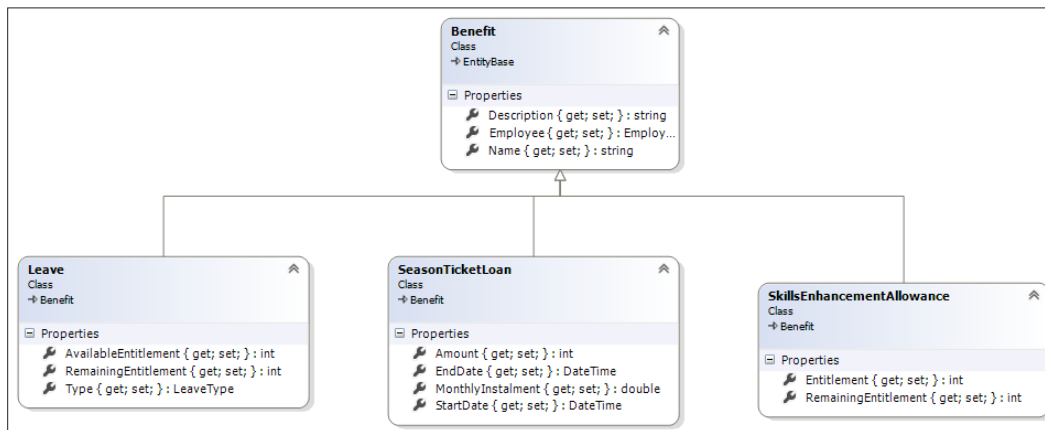 Benefit
Class
EntityBase
Properties
Description { get; set; } : string
Employee { get; set; } : Employ...
Name { get; set; } : string
Leave
Class
Benefit
Properties
AvailableEntitlement { get; set; } : int
RemainingEntitlement { get; set; } : int
Type { get; set; } : LeaveType
SeasonTicketLoan
Class
Benefit
Properties
Amount { get; set; } : int
EndDate { get; set; } : DateTime
MonthlyInstalment { get; set; } : double
StartDate { get; set; } : DateTime
SkillsEnhancementAllowance
Class
Benefit
Properties
Entitlement { get; set; } : int
RemainingEntitlement { get; set; } : int